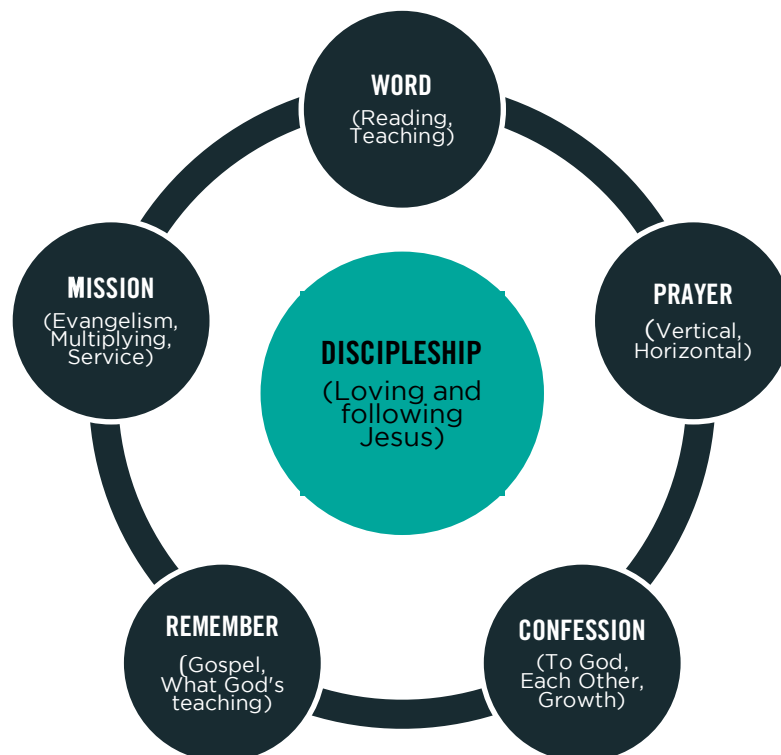 WORD
(Reading,
Teaching)
PRAYER
(Vertical,
Horizontal)
CONFESSION
(To God,
Each Other,
Growth)
REMEMBER
(Gospel,
What God's
teaching)
MISSION
(Evangelism,
Multiplying,
Service)
DISCIPLESHIP
(Loving and
following
Jesus)